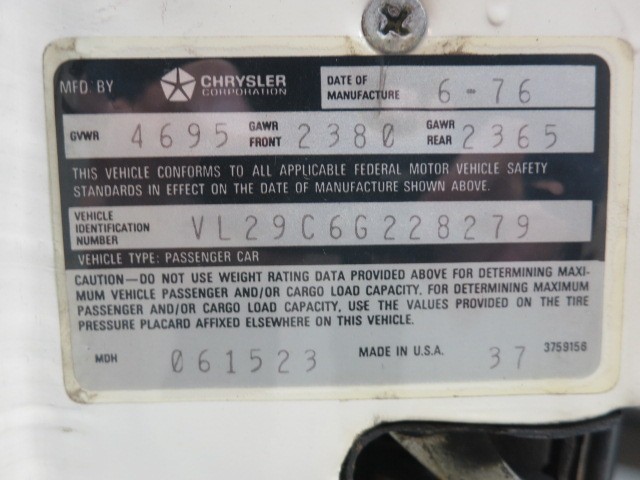 MFD BY CHRYSLER CORPORATION DATE OF MANUFACTURE 6-76
GVWR 4695 GAWR FRONT 2380 GAWR REAR 2365
THIS VEHICLE CONFORMS TO ALL APPLICABLE FEDERAL MOTOR VEHICLE SAFETY
STANDARDS IN EFFECT ON THE DATE OF MANUFACTURE SHOWN ABOVE.
VEHICLE IDENTIFICATION NUMBER VL29C6G228279
VEHICLE TYPE: PASSENGER CAR
CAUTION—DO NOT USE WEIGHT RATING DATA PROVIDED ABOVE FOR DETERMINING MAXI-
MUM VEHICLE PASSENGER AND/OR CARGO LOAD CAPACITY. FOR DETERMINING MAXIMUM
PASSENGER AND/OR CARGO LOAD CAPACITY, USE THE VALUES PROVIDED ON THE TIRE
PRESSURE PLACARD AFFIXED ELSEWHERE ON THIS VEHICLE.
MDH 061523 MADE IN U.S.A. 37 3759156